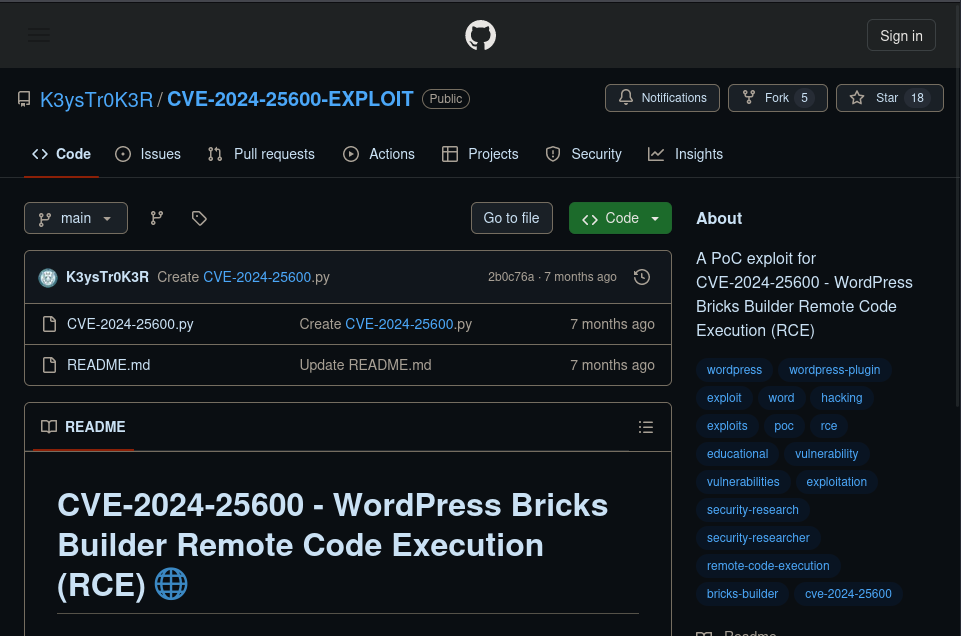 Sign in
K3ysTr0K3R / CVE-2024-25600-EXPLOIT Public
Notifications Fork 5 Star 18
Code Issues Pull requests Actions Projects Security Insights
main Go to file Code
K3ysTr0K3R Create CVE-2024-25600.py 2b0c76a · 7 months ago
CVE-2024-25600.py Create CVE-2024-25600.py 7 months ago
README.md Update README.md 7 months ago
README
CVE-2024-25600 - WordPress Bricks
Builder Remote Code Execution
(RCE)
About
A PoC exploit for
CVE-2024-25600 - WordPress
Bricks Builder Remote Code
Execution (RCE)
wordpress wordpress-plugin
exploit word hacking
exploits poc rce
educational vulnerability
vulnerabilities exploitation
security-research
security-researcher
remote-code-execution
bricks-builder cve-2024-25600
Readme